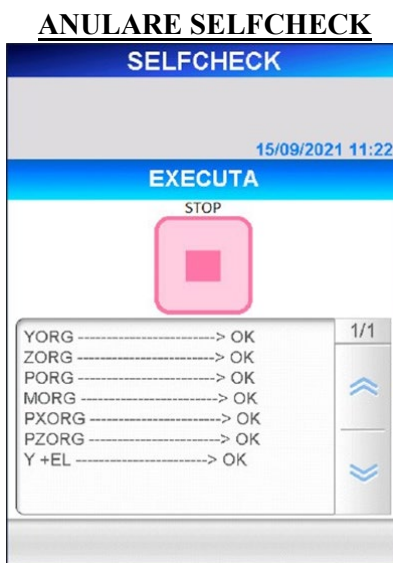 ANULARE SELFCHECK
SELFCHECK
15/09/2021 11:22
EXECUTA
STOP
1/1
YORG ------------------------> OK
ZORG ------------------------> OK
PORG ------------------------> OK
MORG ------------------------> OK
PXORG ----------------------> OK
PZORG ----------------------> OK
Y +EL -----------------------> OK